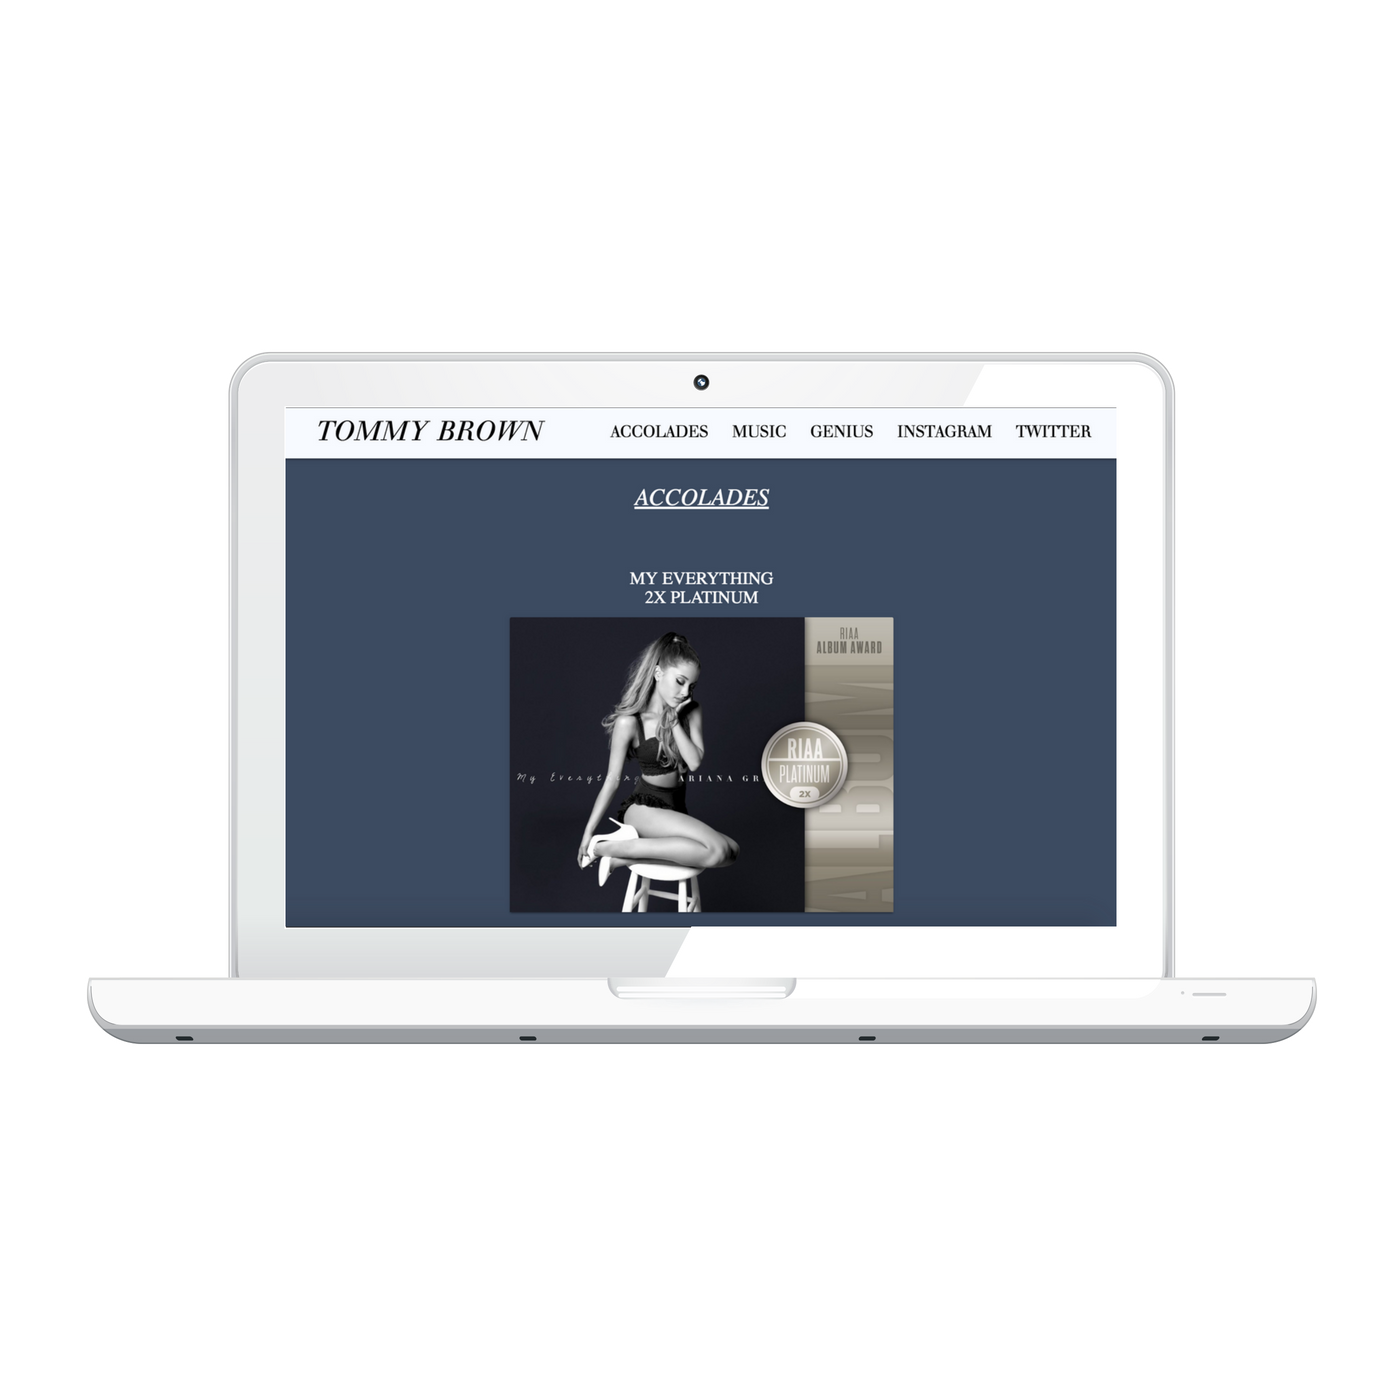 TOMMY BROWN
ACCOLADES MUSIC GENIUS INSTAGRAM TWITTER
ACCOLADES
MY EVERYTHING
2X PLATINUM
RIAA
ALBUM AWARD
My Everything ARIANA GR
RIAA
PLATINUM
2X
ALBUM